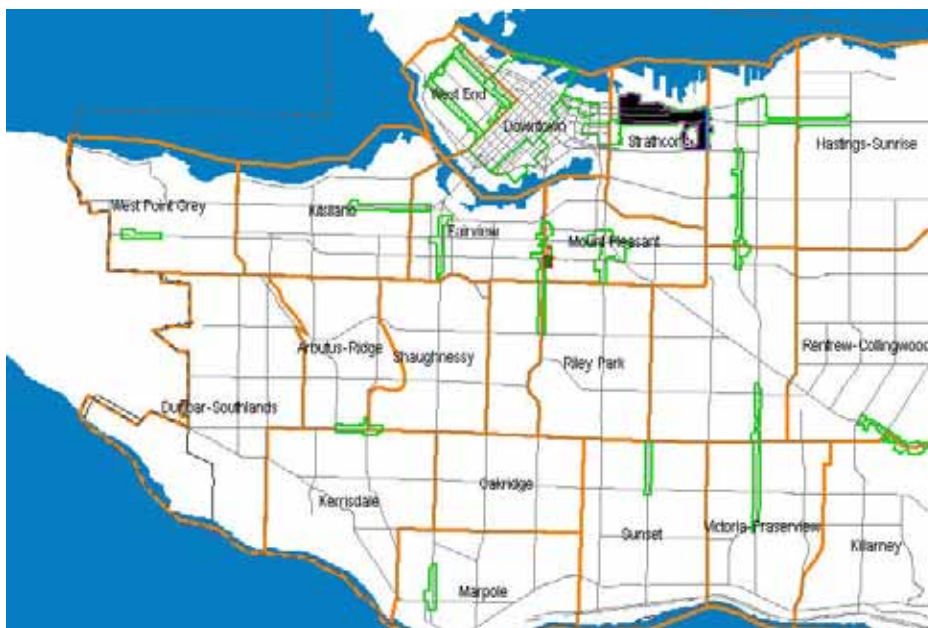 West End
Downtown
Strathcona
Hastings-Sunrise
West Point Grey
Kitsilano
Fairview
Mount Pleasant
Arbutus-Ridge
Shaughnessy
Riley Park
Renfrew-Collingwood
Dunbar-Southlands
Kerrisdale
Oakridge
Sunset
Victoria-Fraserview
Killarney
Marpole